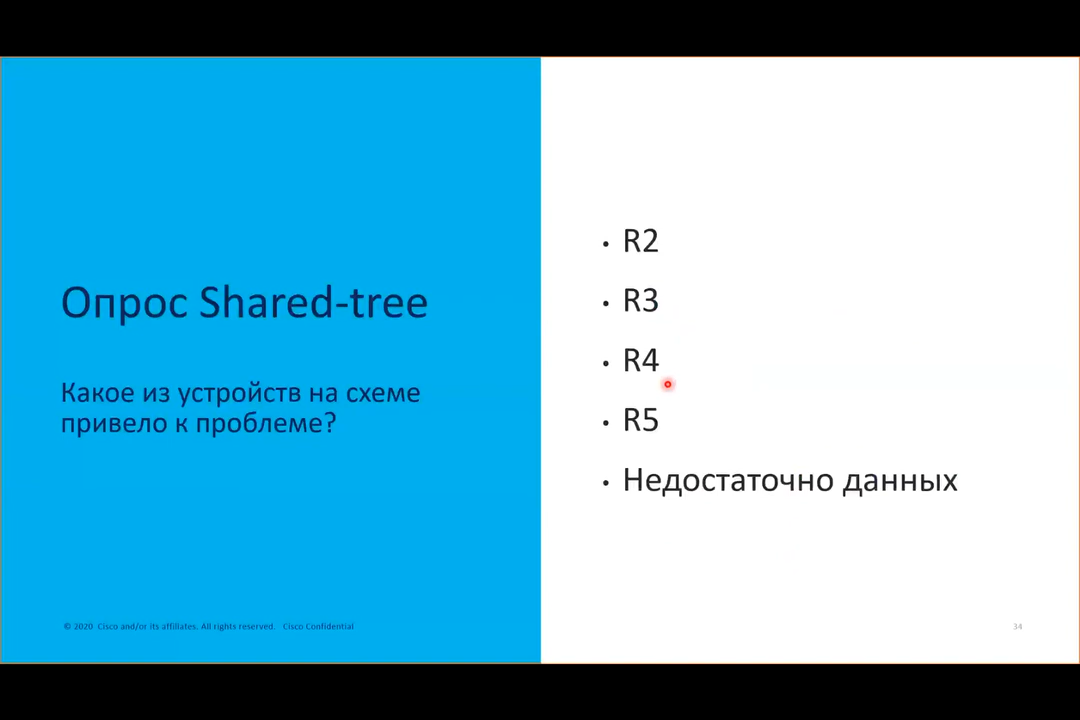 Опрос Shared-tree
Какое из устройств на схеме
привело к проблеме?
• R2
• R3
• R4
• R5
• Недостаточно данных
© 2020 Cisco and/or its affiliates. All rights reserved. Cisco Confidential
34